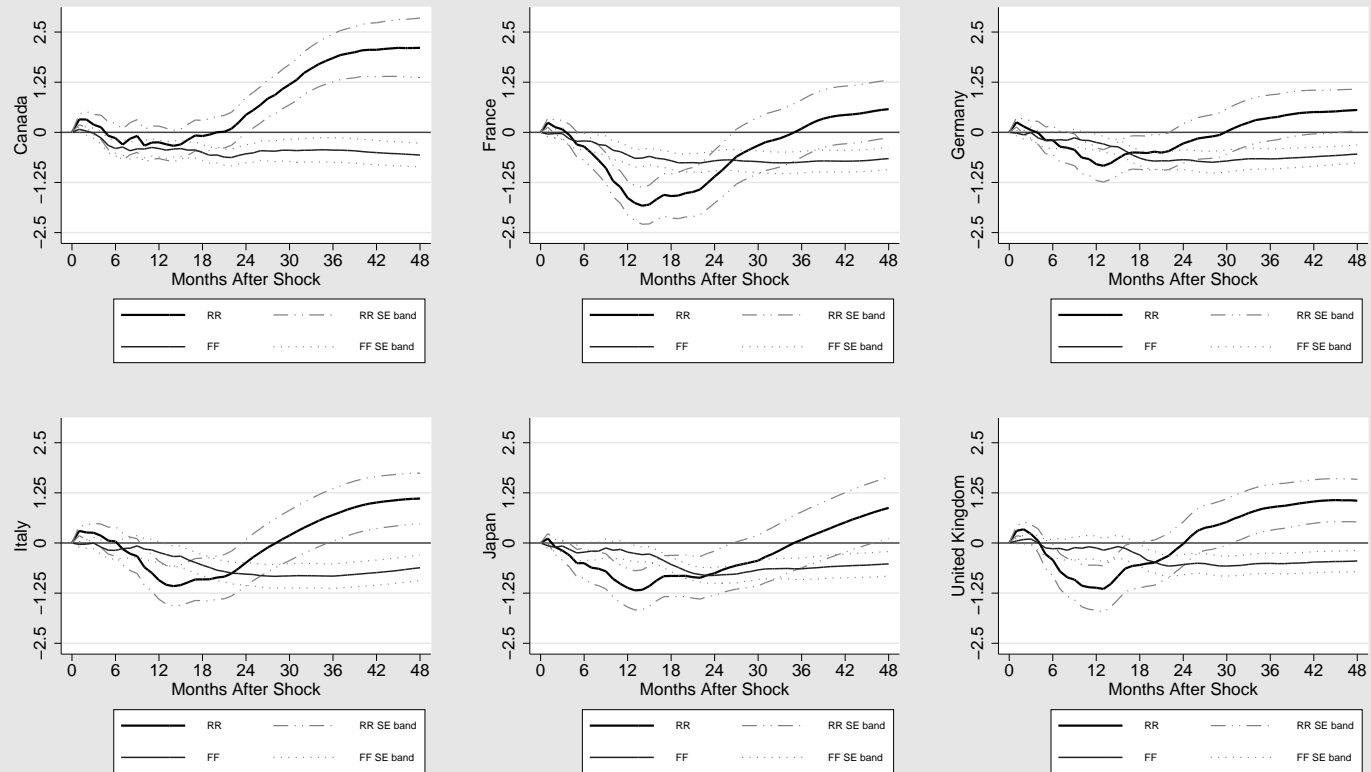 Canada
2.5
1.25
0
−1.25
−2.5
0 6 12 18 24 30 36 42 48
Months After Shock
RR RR SE band
FF FF SE band
France
2.5
1.25
0
−1.25
−2.5
0 6 12 18 24 30 36 42 48
Months After Shock
RR RR SE band
FF FF SE band
Germany
2.5
1.25
0
−1.25
−2.5
0 6 12 18 24 30 36 42 48
Months After Shock
RR RR SE band
FF FF SE band
Italy
2.5
1.25
0
−1.25
−2.5
0 6 12 18 24 30 36 42 48
Months After Shock
RR RR SE band
FF FF SE band
Japan
2.5
1.25
0
−1.25
−2.5
0 6 12 18 24 30 36 42 48
Months After Shock
RR RR SE band
FF FF SE band
United Kingdom
2.5
1.25
0
−1.25
−2.5
0 6 12 18 24 30 36 42 48
Months After Shock
RR RR SE band
FF FF SE band